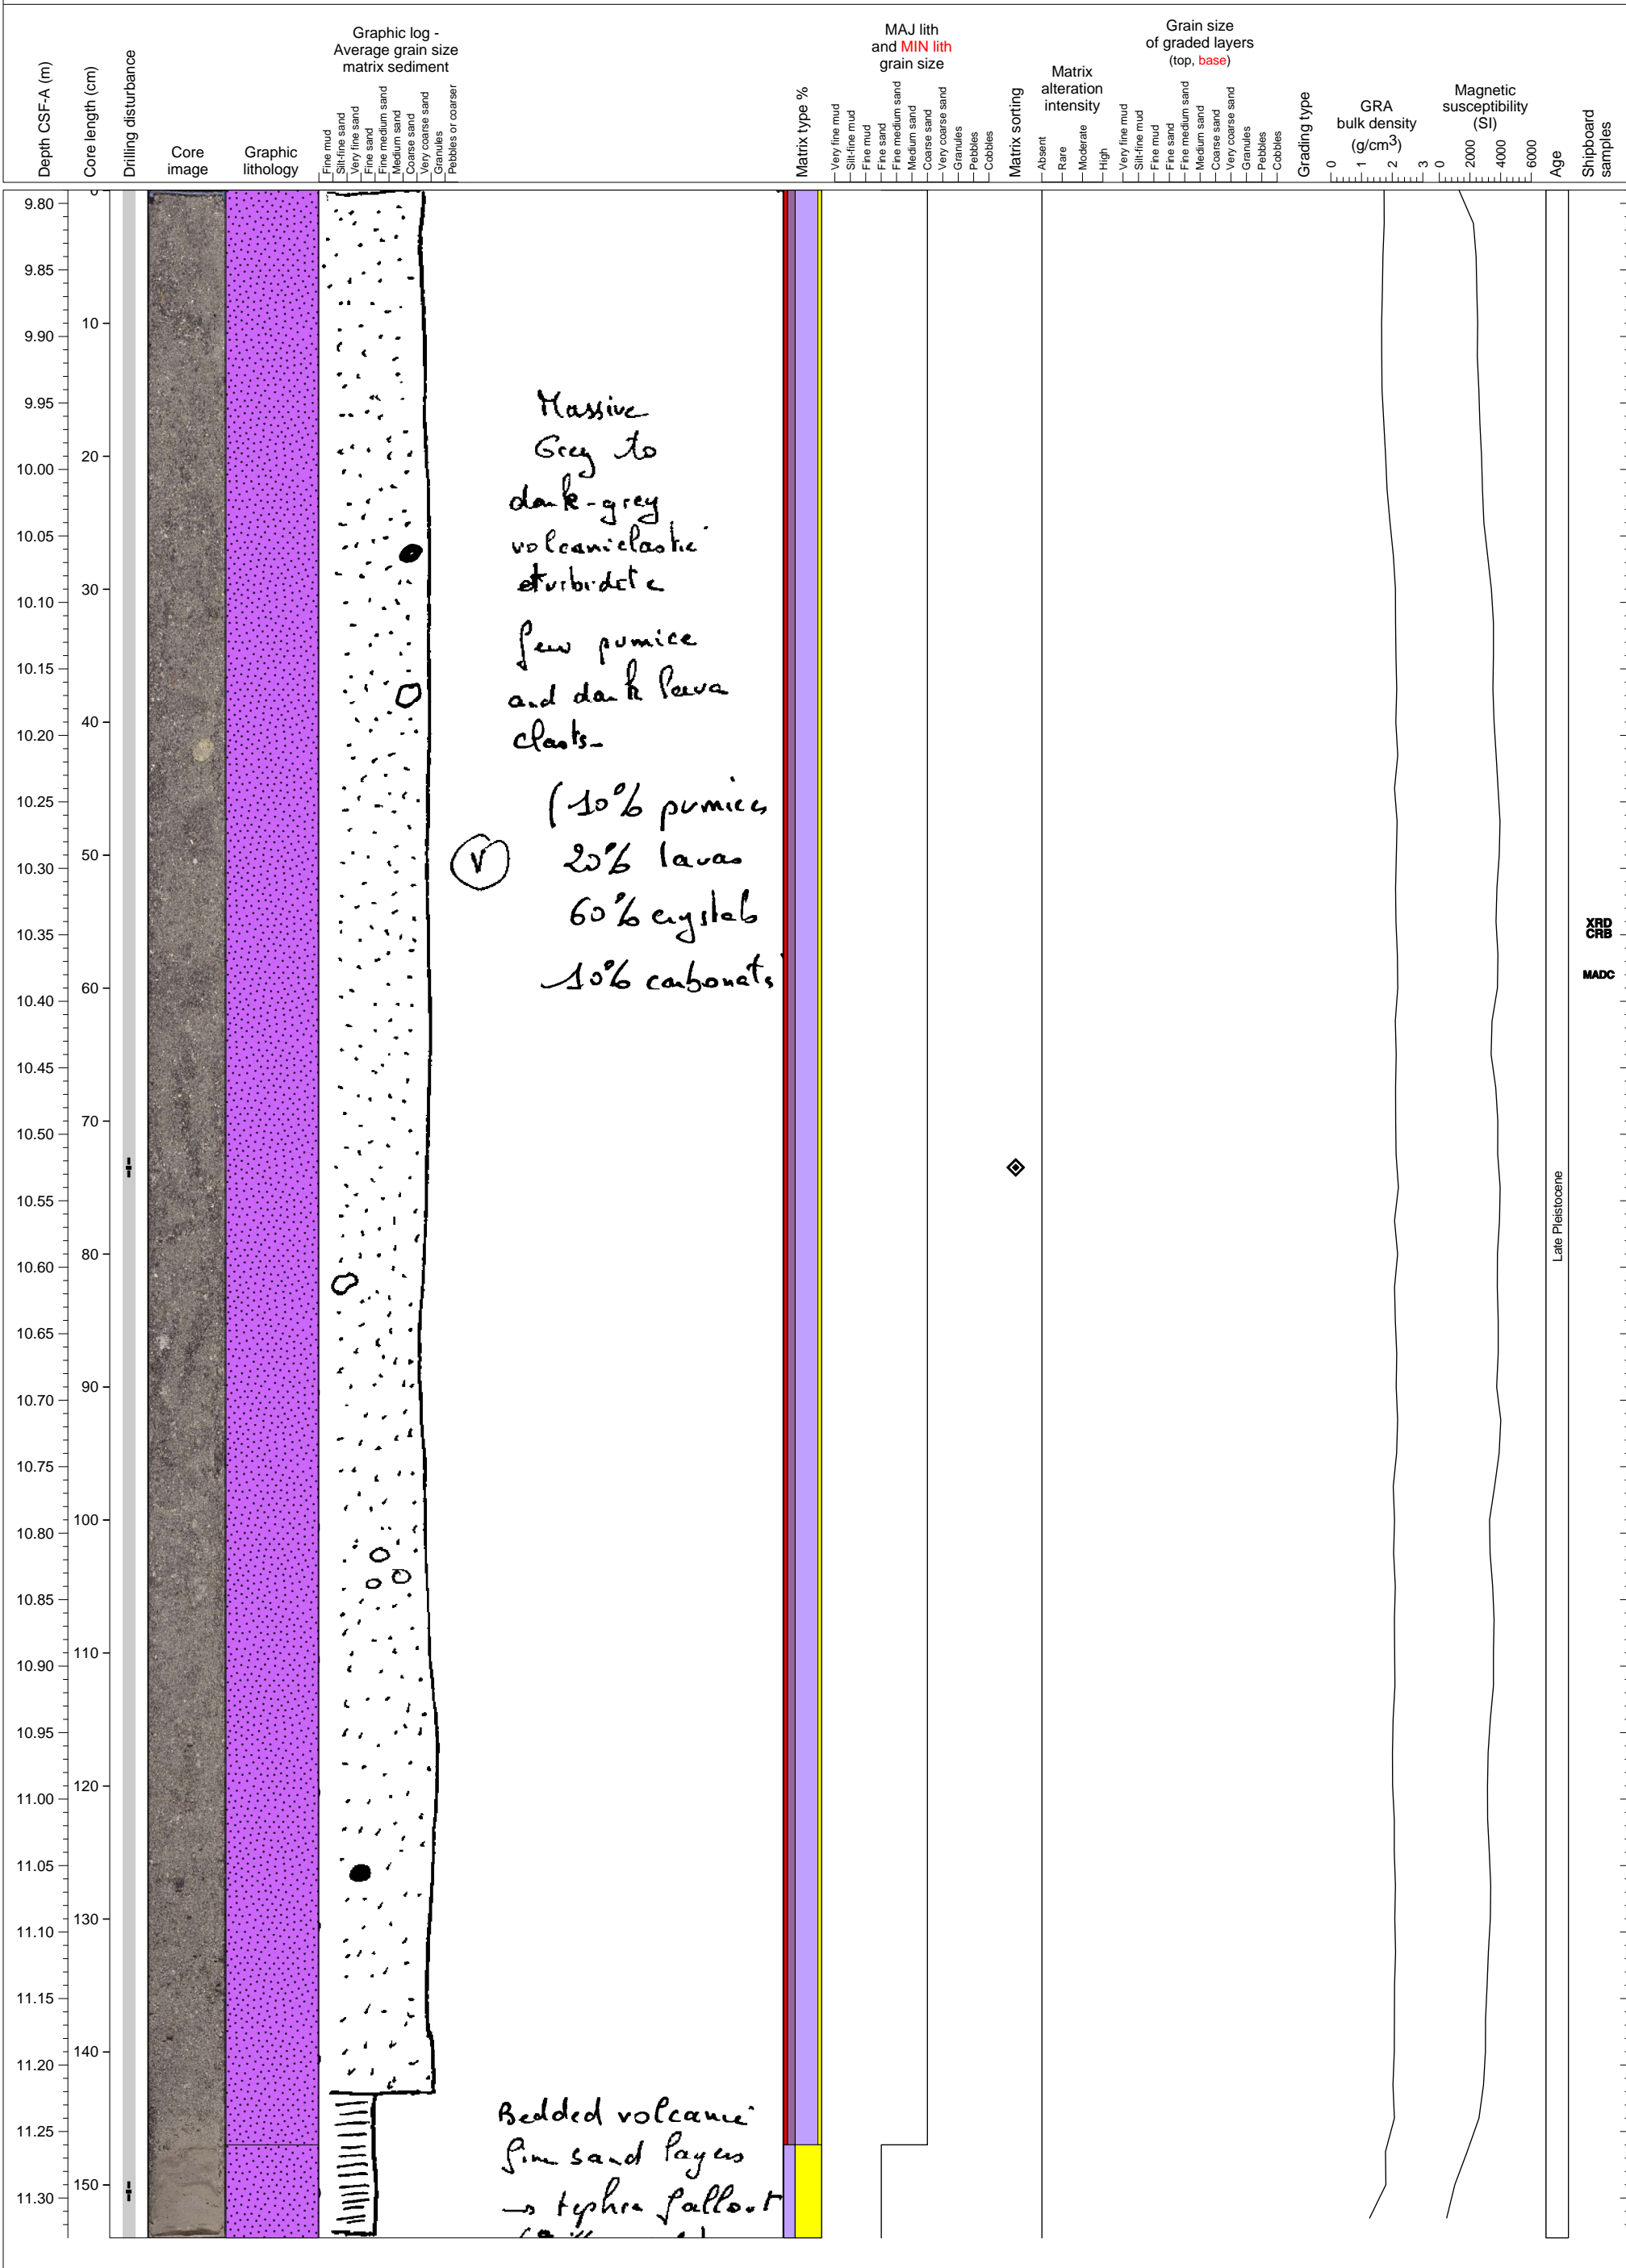 Depth CSF-A (m)
Core length (cm)
Drilling disturbance
Core
image
Graphic
lithology
Graphic log -
Average grain size
matrix sediment
Fine mud
Silt-fine sand
Very fine sand
Fine sand
Fine medium sand
Medium sand
Coarse sand
Very coarse sand
Granules
Pebbles or coarser
Matrix type %
MAJ lith
and MIN lith
grain size
Very fine mud
Silt-fine mud
Fine mud
Fine sand
Fine medium sand
Medium sand
Coarse sand
Very coarse sand
Granules
Pebbles
Cobbles
Matrix sorting
Matrix
alteration
intensity
Absent
Rare
Moderate
High
Grain size
of graded layers
(top, base)
Very fine mud
Silt-fine mud
Fine mud
Fine sand
Fine medium sand
Medium sand
Coarse sand
Very coarse sand
Granules
Pebbles
Cobbles
Grading type
GRA
bulk density
(g/cm3)
0 1 2 3
Magnetic
susceptibility
(SI)
0 2000 4000 6000
Age
Shipboard
samples
9.80
9.85
9.90
9.95
10.00
10.05
10.10
10.15
10.20
10.25
10.30
10.35
10.40
10.45
10.50
10.55
10.60
10.65
10.70
10.75
10.80
10.85
10.90
10.95
11.00
11.05
11.10
11.15
11.20
11.25
11.30
0
10
20
30
40
50
60
70
80
90
100
110
120
130
140
150
Massive
Grey to
dark-grey
volcaniclastic
few pumice
and dark lava
clasts-
(10% pumices
V 20% lavas
60% crystals
10% carbonats
Bedded volcanic
fine sand layers
→ tephra fallout
XRD
CRB
MADC
Late Pleistocene